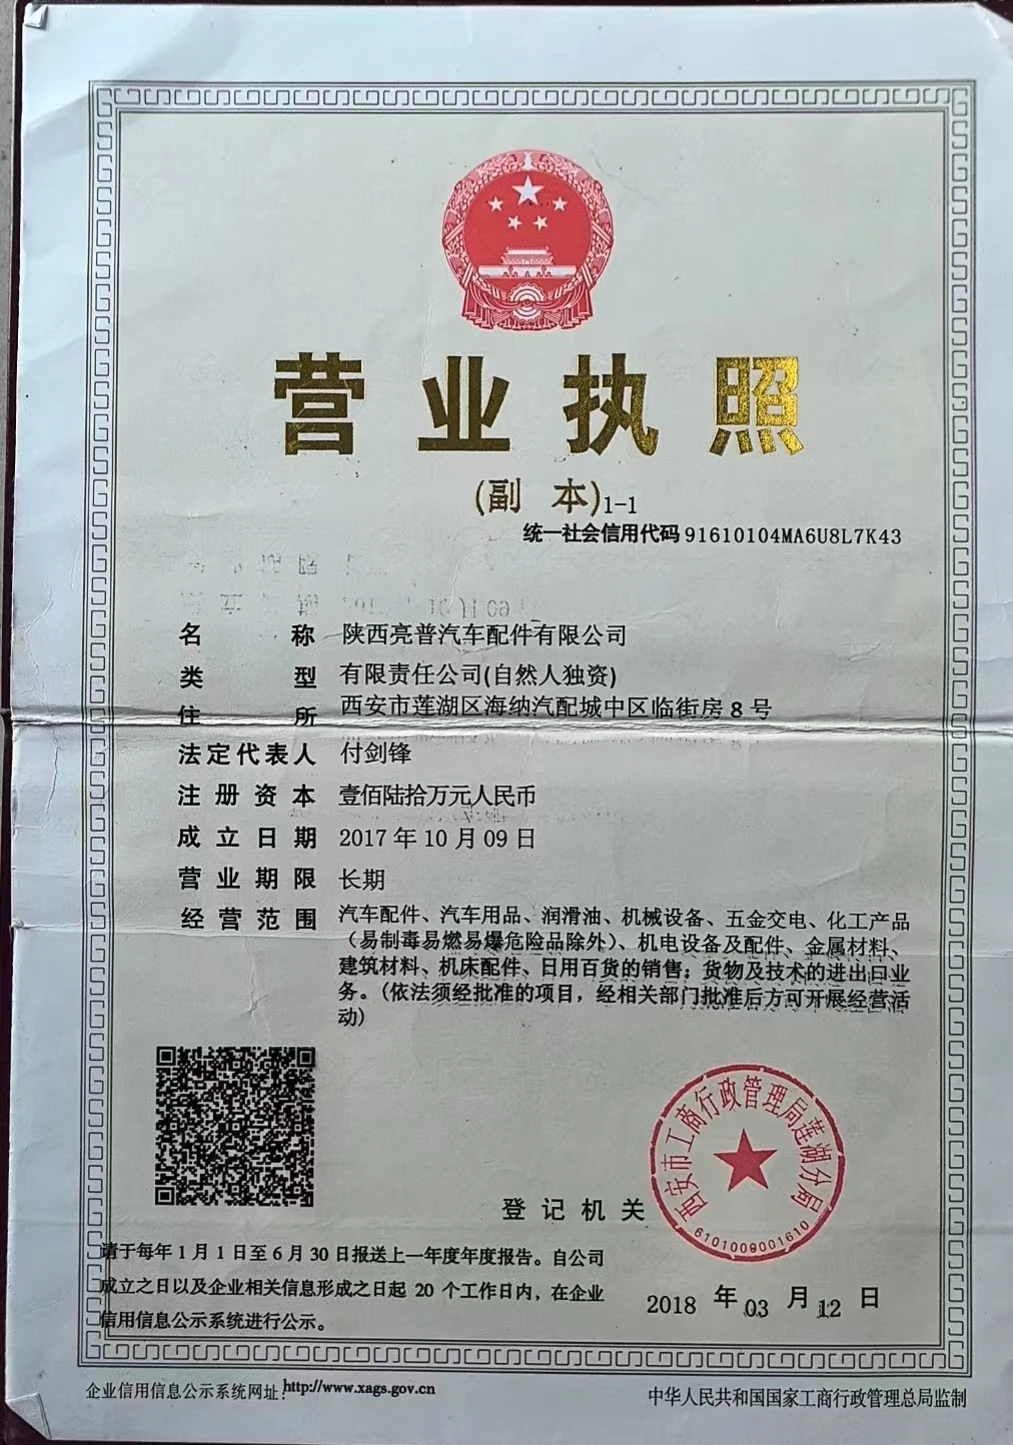 营业执照
(副 本)1-1
统一社会信用代码 91610104MA6U8L7K43
名称 陕西亮普汽车配件有限公司
类型 有限责任公司(自然人独资)
住所 西安市莲湖区海纳汽配城中区临街房 8 号
法定代表人 付剑锋
注册资本 壹佰陆拾万元人民币
成立日期 2017 年 10 月 09 日
营业期限 长期
经营范围 汽车配件、汽车用品、润滑油、机械设备、五金交电、化工产品
（易制毒易燃易爆危险品除外）、机电设备及配件、金属材料、
建筑材料、机床配件、日用百货的销售；货物及技术的进出口业
务。(依法须经批准的项目，经相关部门批准后方可开展经营活
动)
西安市工商行政管理局莲湖分局
6101009001610
登记机关
请于每年 1 月 1 日至 6 月 30 日报送上一年度年度报告。自公司
成立之日以及企业相关信息形成之日起 20 个工作日内，在企业
信用信息公示系统进行公示。
2018 年 03 月 12 日
企业信用信息公示系统网址：http://www.xags.gov.cn
中华人民共和国国家工商行政管理总局监制